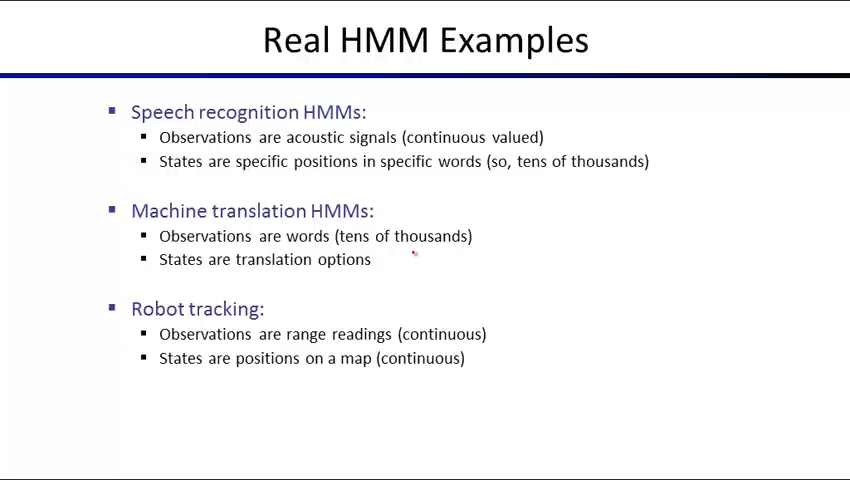 Real HMM Examples
▪ Speech recognition HMMs:
▪ Observations are acoustic signals (continuous valued)
▪ States are specific positions in specific words (so, tens of thousands)
▪ Machine translation HMMs:
▪ Observations are words (tens of thousands)
▪ States are translation options
▪ Robot tracking:
▪ Observations are range readings (continuous)
▪ States are positions on a map (continuous)